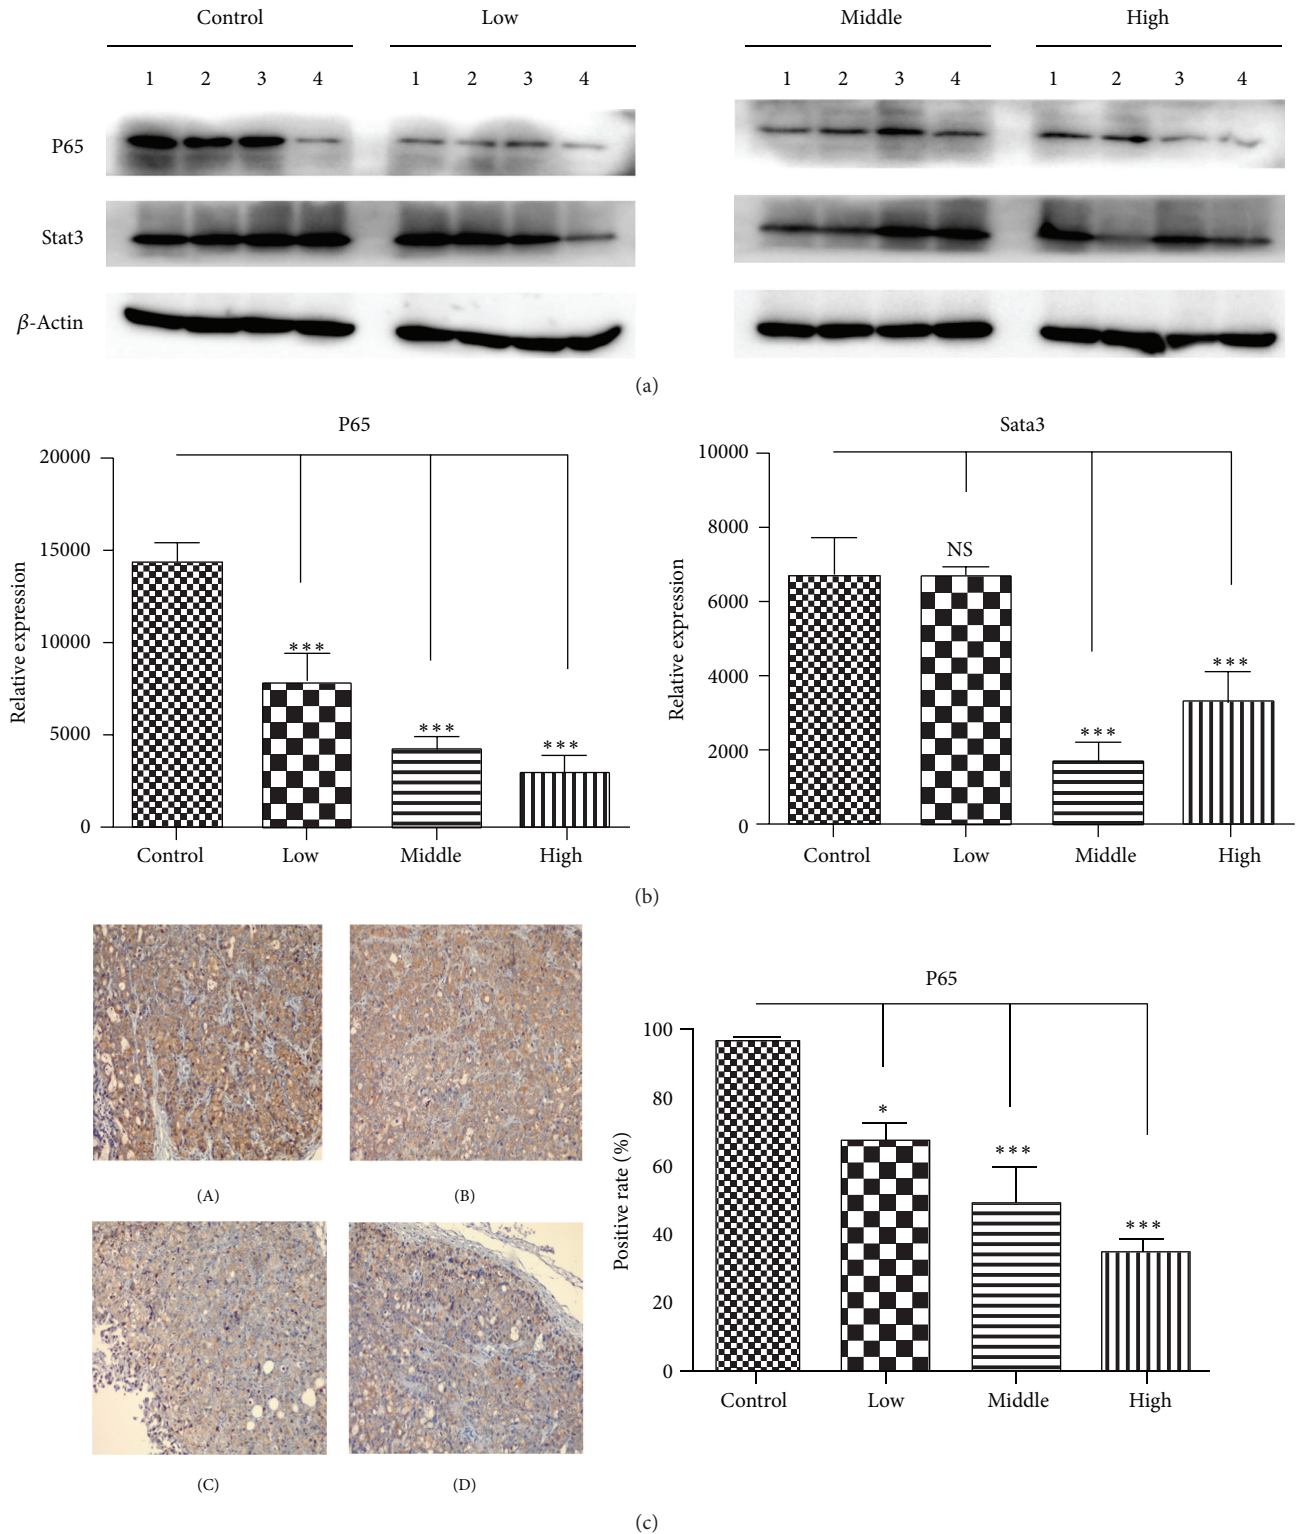 Control Low Middle High
1 2 3 4 1 2 3 4 1 2 3 4 1 2 3 4
P65
Stat3
β-Actin
(a)
P65
20000
15000
10000
5000
0
Relative expression
***
***
***
Control Low Middle High
Sata3
10000
8000
6000
4000
2000
0
Relative expression
NS
***
***
Control Low Middle High
(b)
(A) (B)
(C) (D)
P65
100
80
60
40
20
0
Positive rate (%)
*
***
***
Control Low Middle High
(c)